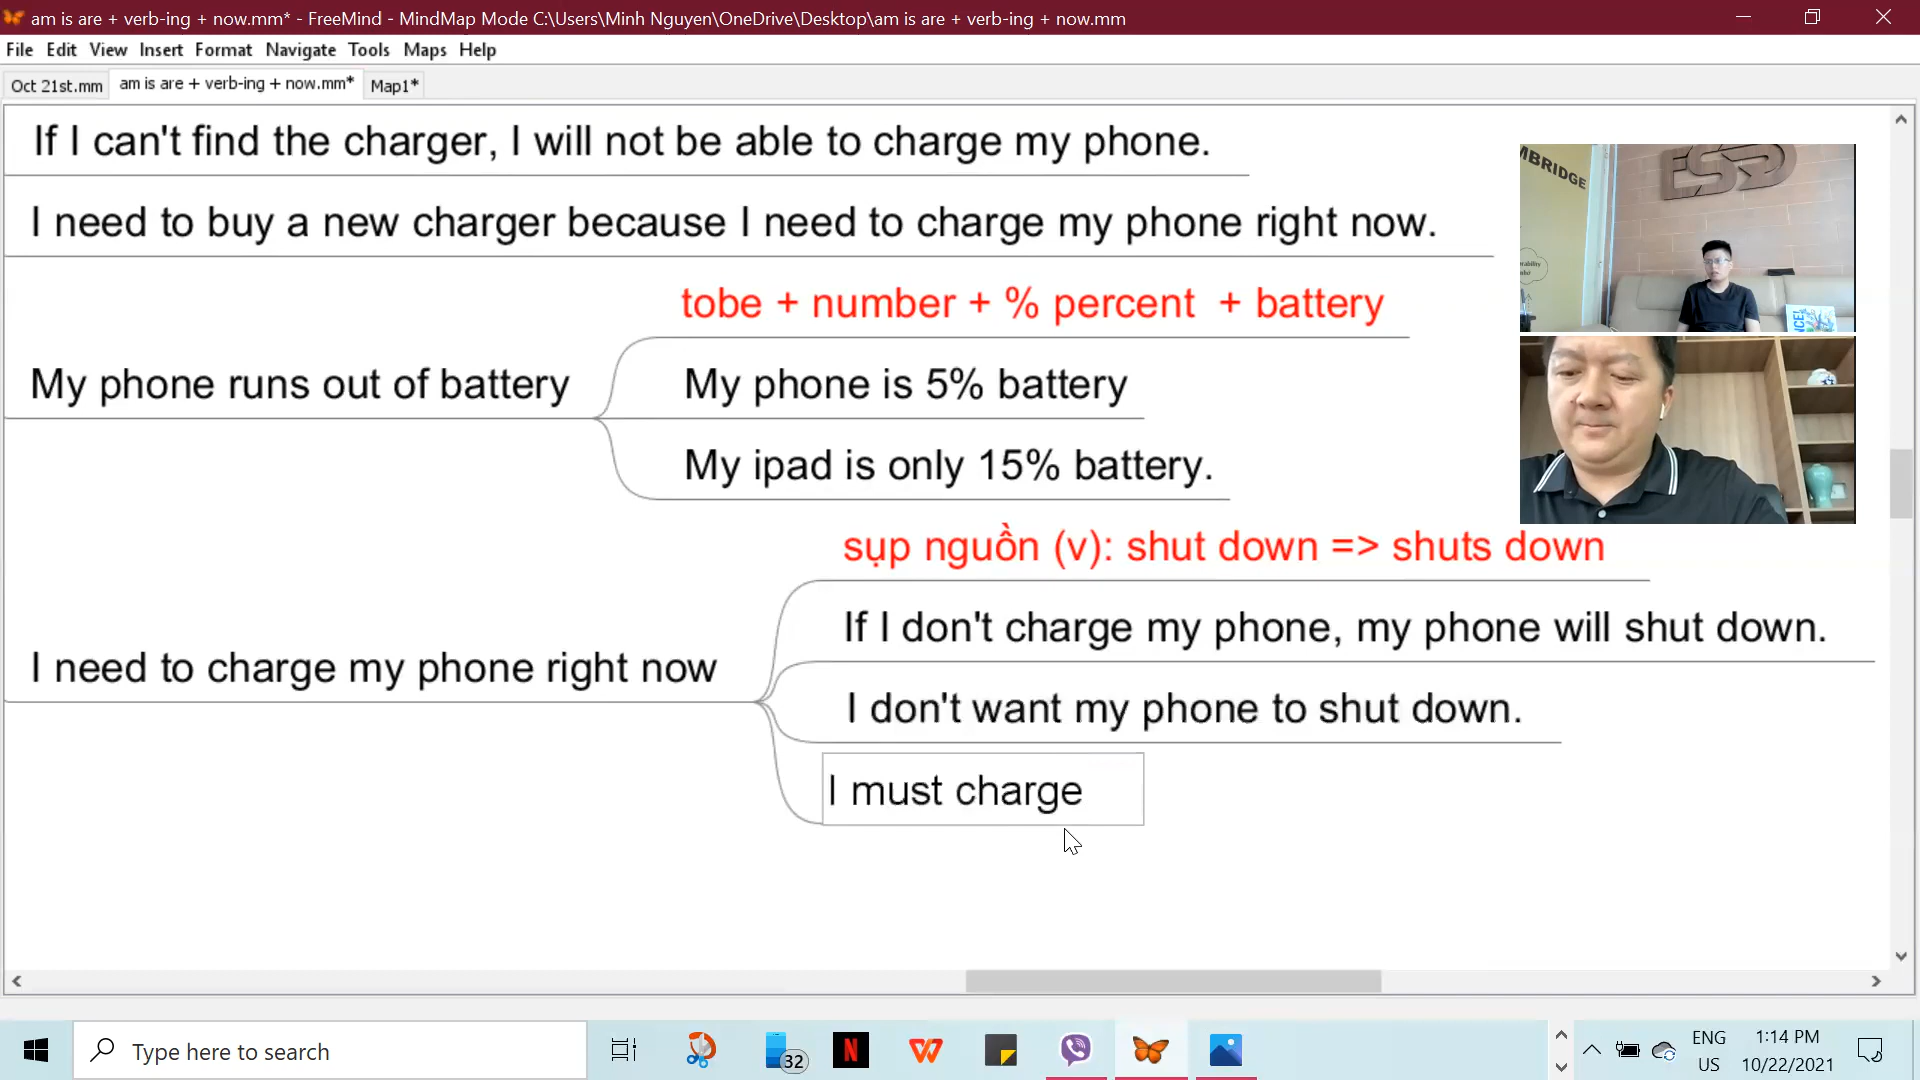 am is are + verb-ing + now.mm* - FreeMind - MindMap Mode C:\Users\Minh Nguyen\OneDrive\Desktop\am is are + verb-ing + now.mm
File Edit View Insert Format Navigate Tools Maps Help
Oct 21st.mm am is are + verb-ing + now.mm* Map1*
If I can't find the charger, I will not be able to charge my phone.
I need to buy a new charger because I need to charge my phone right now.
MBRIDGE
ESD
tobe + number + % percent + battery
My phone runs out of battery
My phone is 5% battery
My ipad is only 15% battery.
sụp nguồn (v): shut down => shuts down
If I don't charge my phone, my phone will shut down.
I need to charge my phone right now
I don't want my phone to shut down.
I must charge
Type here to search
32
N
W
ENG
US
1:14 PM
10/22/2021